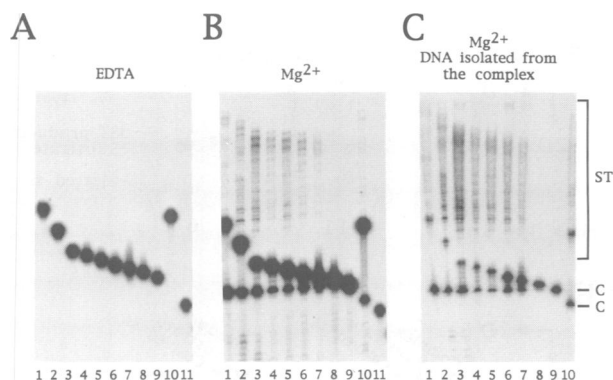 A
B
C
EDTA
Mg2+
Mg2+
DNA isolated from
the complex
ST
C
C
1 2 3 4 5 6 7 8 9 10 11
1 2 3 4 5 6 7 8 9 10 11
1 2 3 4 5 6 7 8 9 10